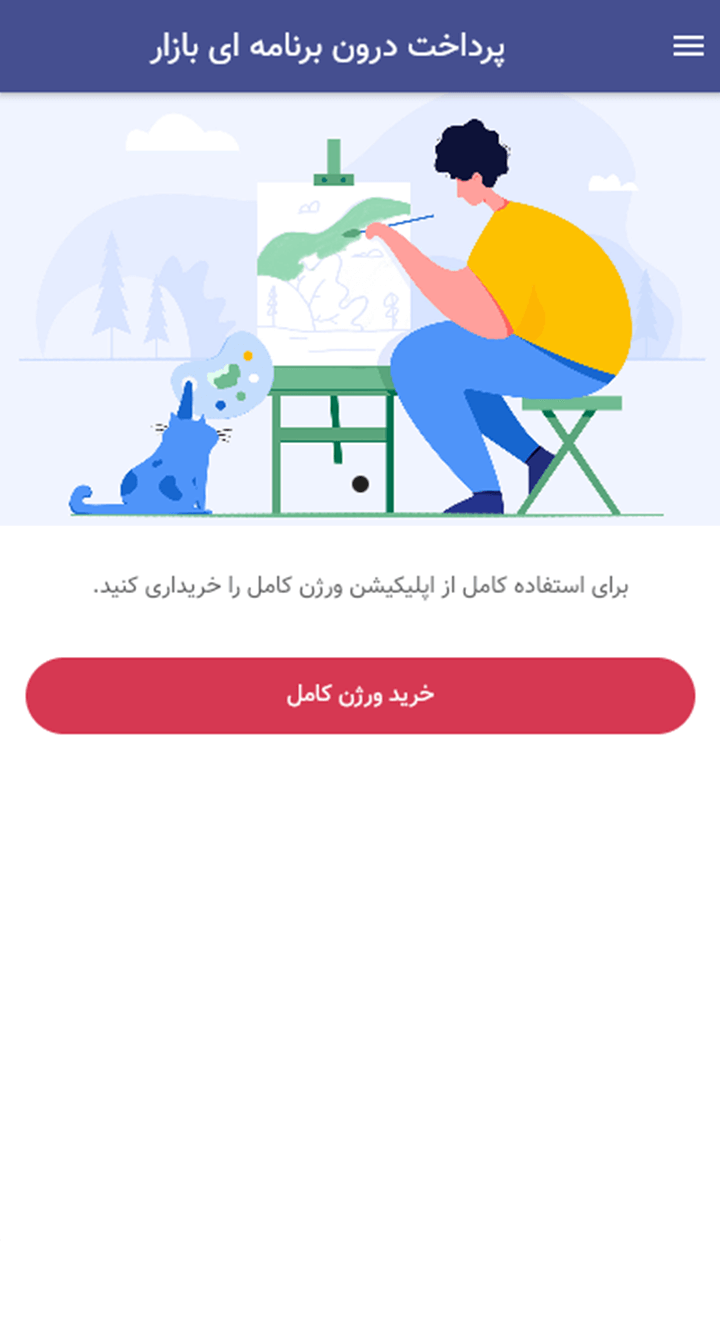 پرداخت درون برنامه ای بازار
برای استفاده کامل از اپلیکیشن ورژن کامل را خریداری کنید.
خرید ورژن کامل